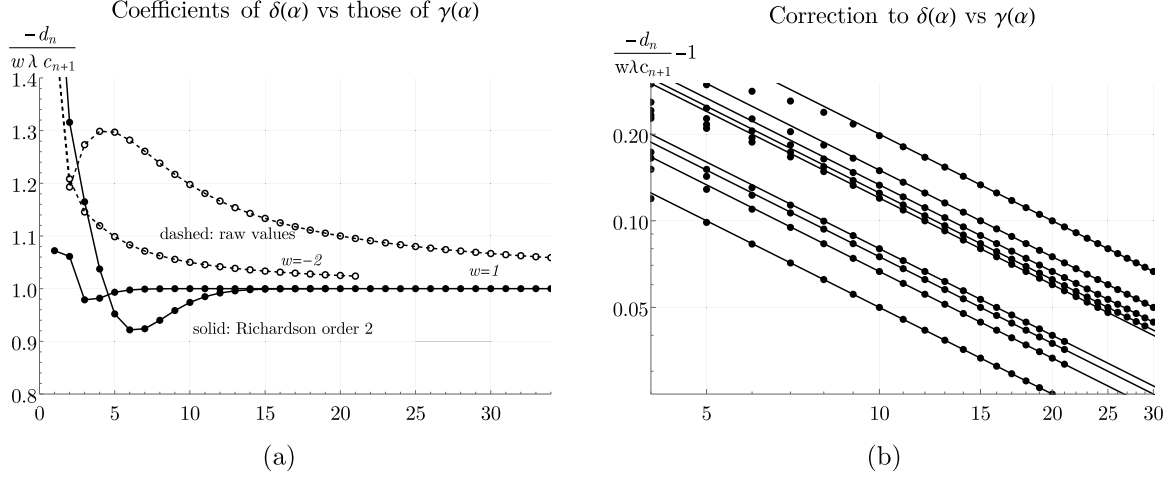 Coefficients of δ(α) vs those of γ(α)
−d_n
w λ c_{n+1}
1.4
1.3
1.2
1.1
1.0
0.9
0.8
dashed: raw values
w=−2
w=1
solid: Richardson order 2
0 5 10 15 20 25 30
(a)
Correction to δ(α) vs γ(α)
−d_n
wλc_{n+1} −1
0.20
0.10
0.05
5 10 15 20 25 30
(b)